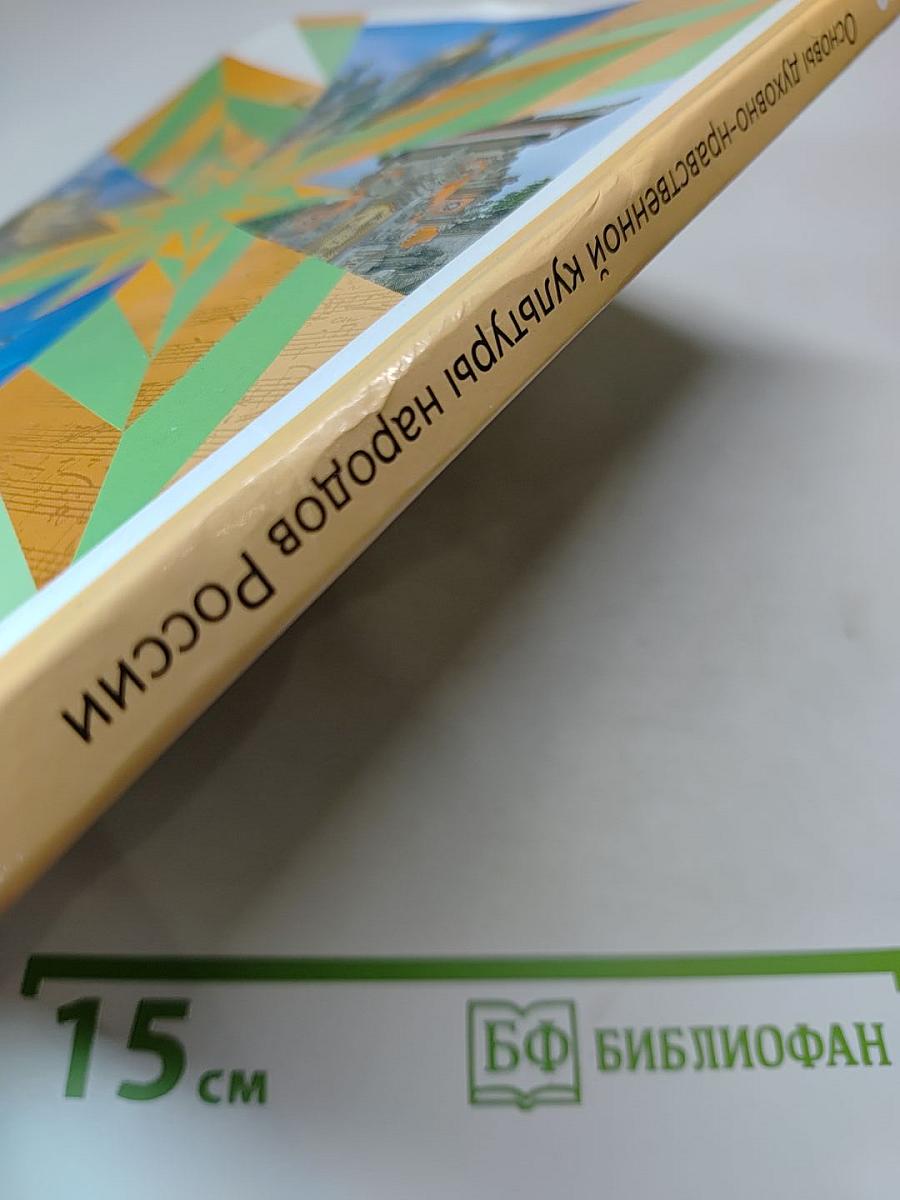 Основы духовно-нравственной культуры народов России
15 см
БФ БИБЛИОФАН